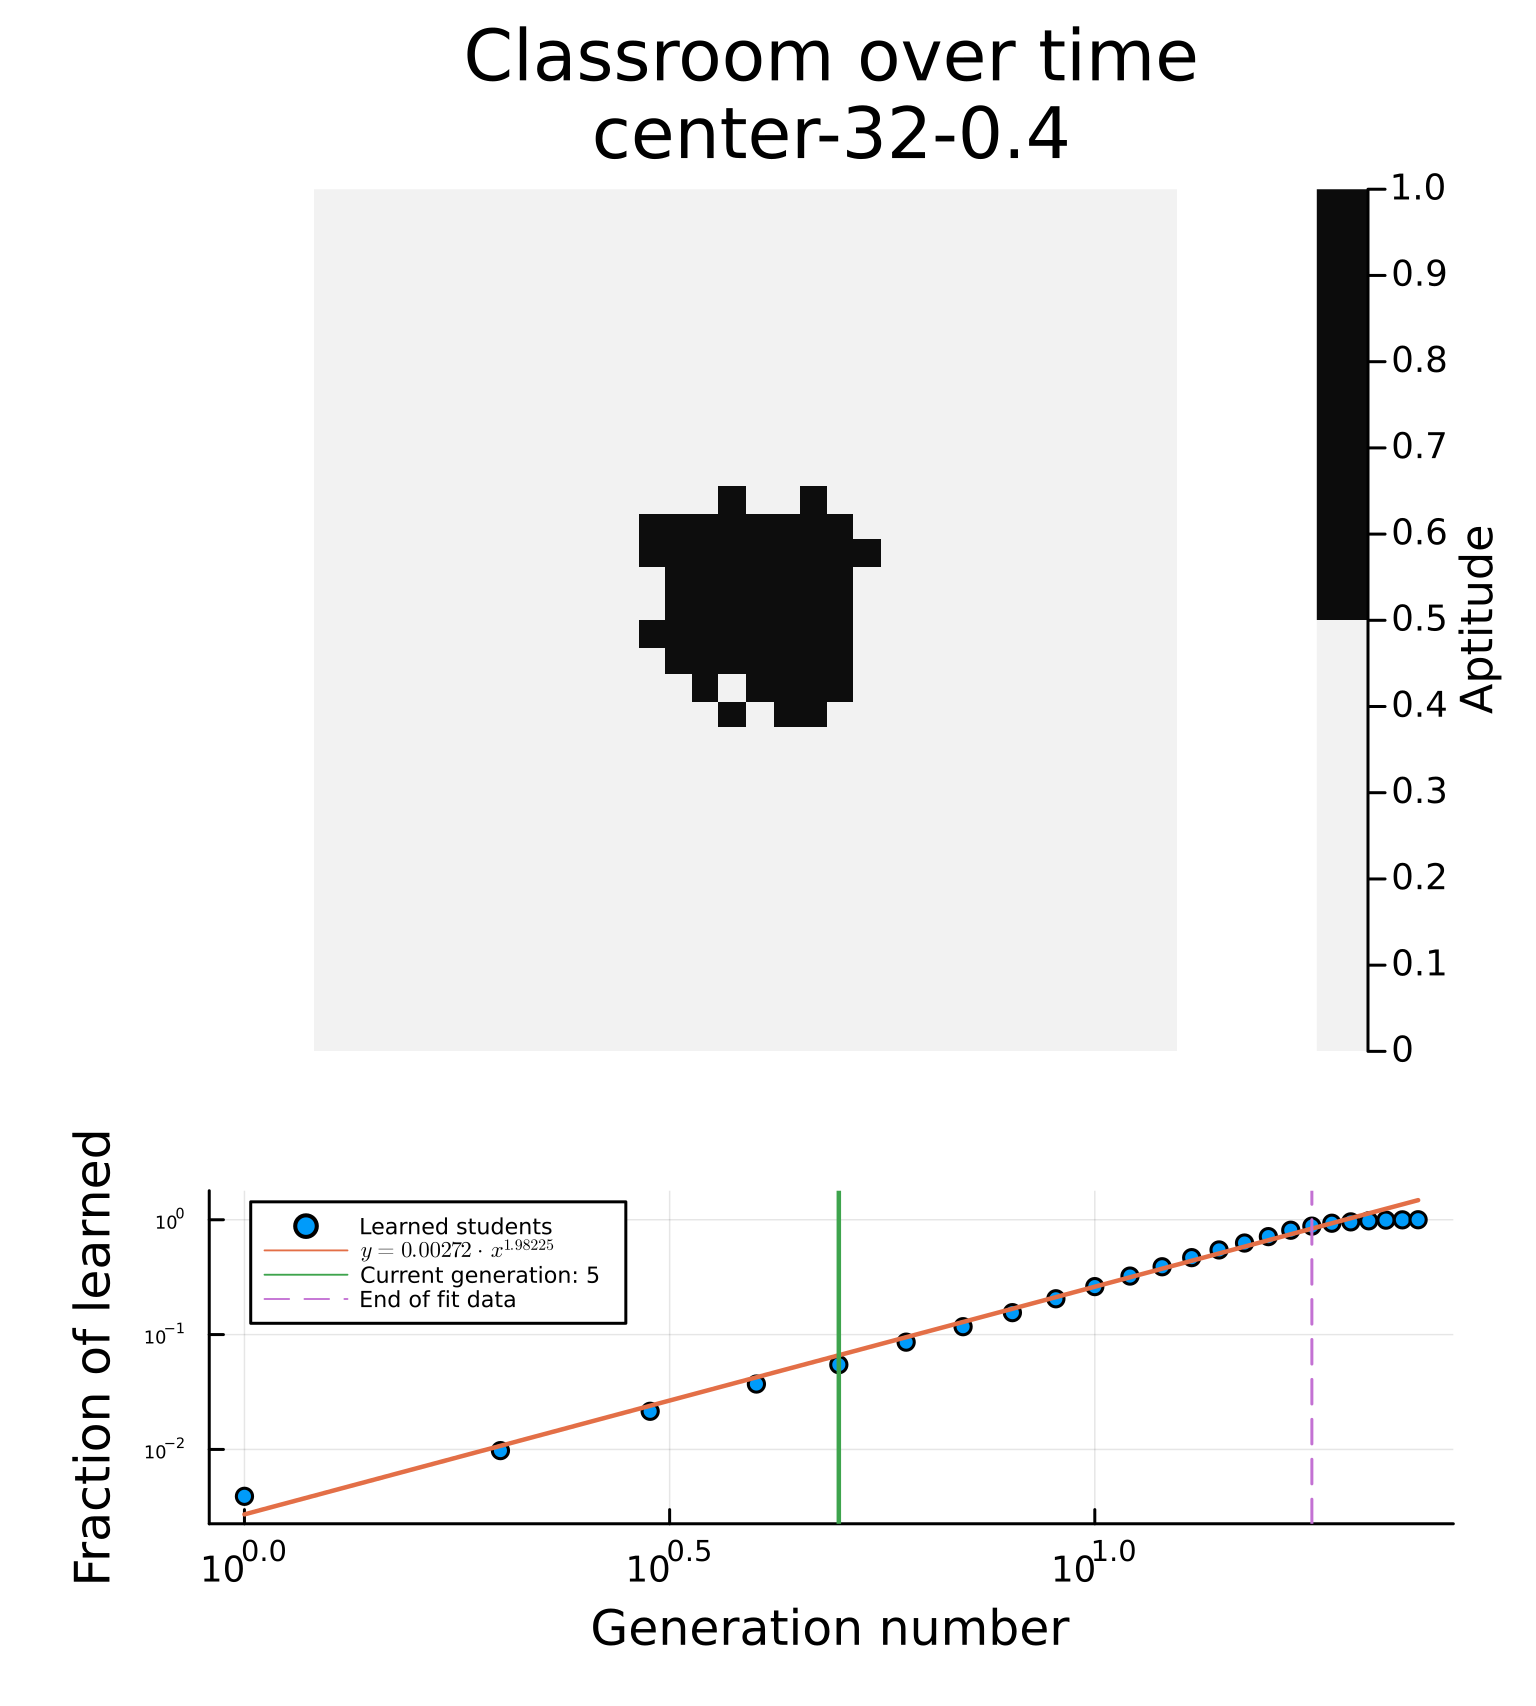 Classroom over time
center-32-0.4
1.0
0.9
0.8
0.7
0.6
0.5
0.4
0.3
0.2
0.1
0
Aptitude
Fraction of learned
10⁰
10⁻¹
10⁻²
Learned students
y = 0.00272 · x^1.98225
Current generation: 5
End of fit data
10^0.0
10^0.5
10^1.0
Generation number